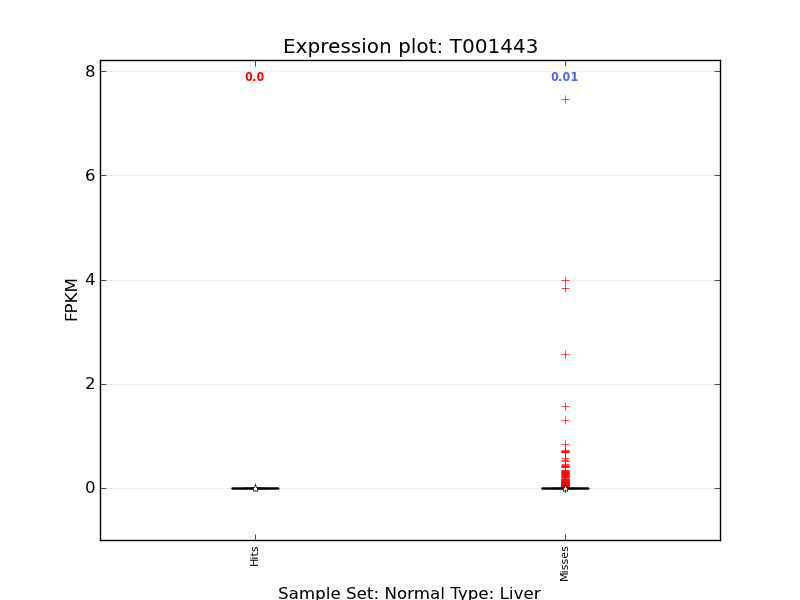 Expression plot: T001443
8
0.0
0.01
6
4
FPKM
2
0
Hits
Misses
Sample Set: Normal Type: Liver